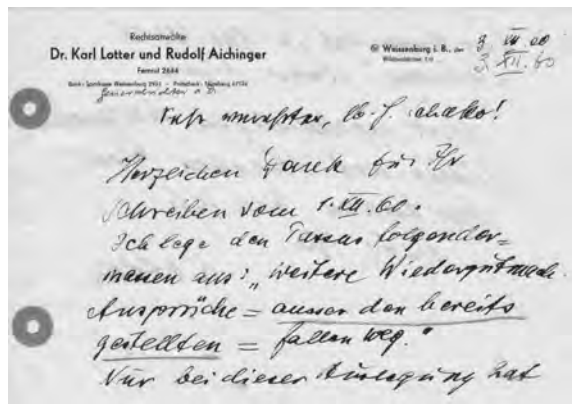 Rechtsanwälte
Dr. Karl Lotter und Rudolf Aichinger
Fernruf 2644
Weissenburg i. B., der
3. XII. 60
3. XII. 60
Sehr verehrter, lb. H.
Herzlichen Dank für Ihr
Schreiben vom 1. XII. 60.
Ich lege den Passus folgender=
massen aus: „weitere Wiedergutmach.
Ansprüche = ausser den bereits
gestellten = fallen weg."
Nur bei dieser Auslegung hat